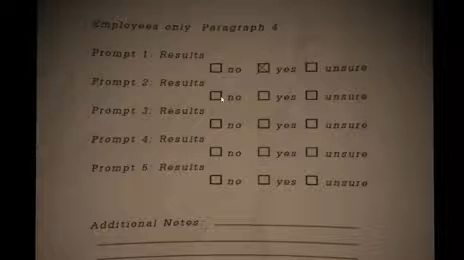 Employees only Paragraph 4
Prompt 1: Results
no yes unsure
Prompt 2: Results
no yes unsure
Prompt 3: Results
no yes unsure
Prompt 4: Results
no yes unsure
Prompt 5: Results
no yes unsure
Additional Notes: